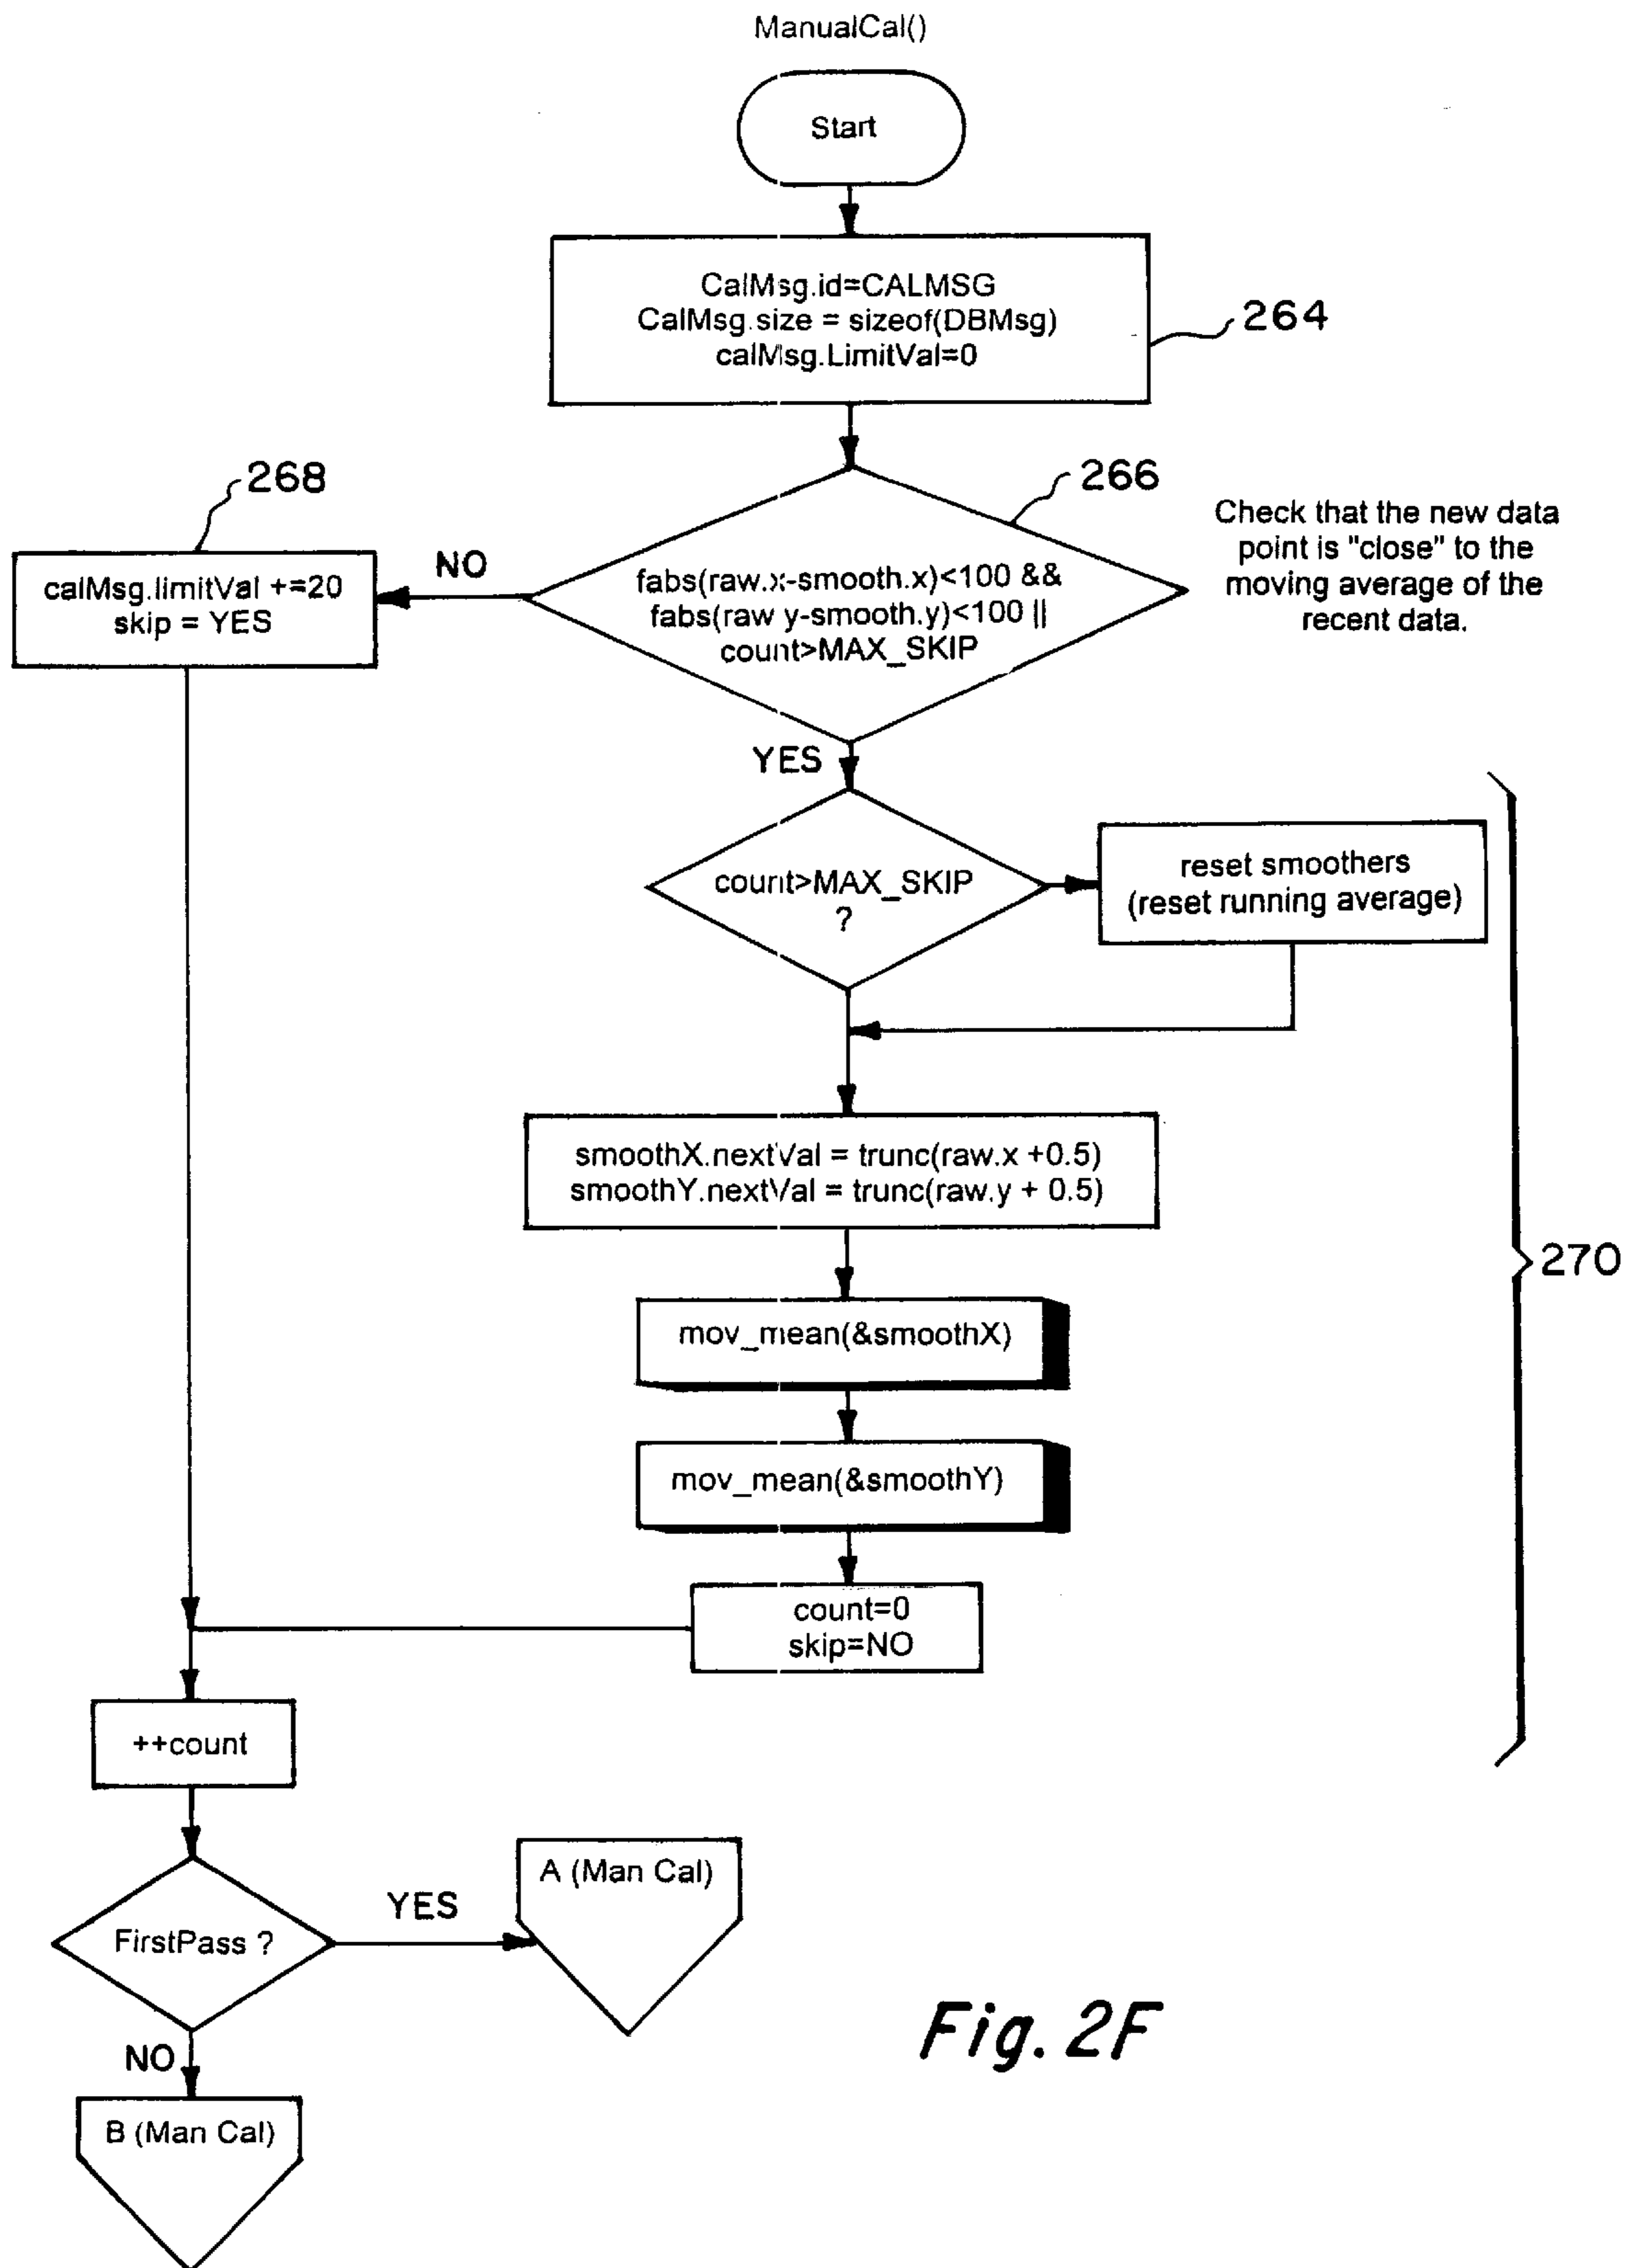 ManualCal()
Start
CalMsg.id=CALMSG
CalMsg.size = sizeof(DBMsg)
calMsg.LimitVal=0
264
268
266
Check that the new data
point is "close" to the
moving average of the
recent data.
calMsg.limitVal +=20
skip = YES
NO
fabs(raw.x-smooth.x)<100 &&
fabs(raw y-smooth.y)<100 ||
count>MAX_SKIP
YES
count>MAX_SKIP
?
reset smoothers
(reset running average)
smoothX.nextVal = trunc(raw.x +0.5)
smoothY.nextVal = trunc(raw.y + 0.5)
270
mov_mean(&smoothX)
mov_mean(&smoothY)
count=0
skip=NO
++count
FirstPass ?
YES
A (Man Cal)
NO
B (Man Cal)
Fig. 2F